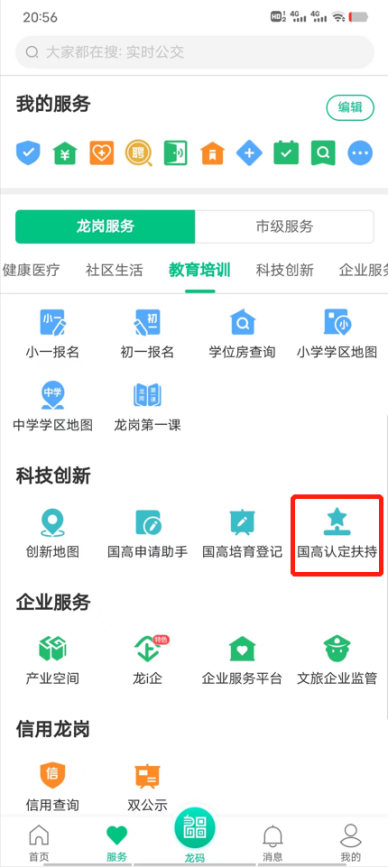 20:56
HD 4G 4G
大家都在搜: 实时公交
我的服务
编辑
聘
龙岗服务
市级服务
健康医疗
社区生活
教育培训
科技创新
企业服务
小一
初一
小
小一报名
初一报名
学位房查询
小学学区地图
中学
中学学区地图
龙岗第一课
科技创新
创新地图
国高申请助手
国高培育登记
国高认定扶持
企业服务
特色
产业空间
龙i企
企业服务平台
文旅企业监管
信用龙岗
信
信用查询
双公示
首页
服务
龙码
消息
我的